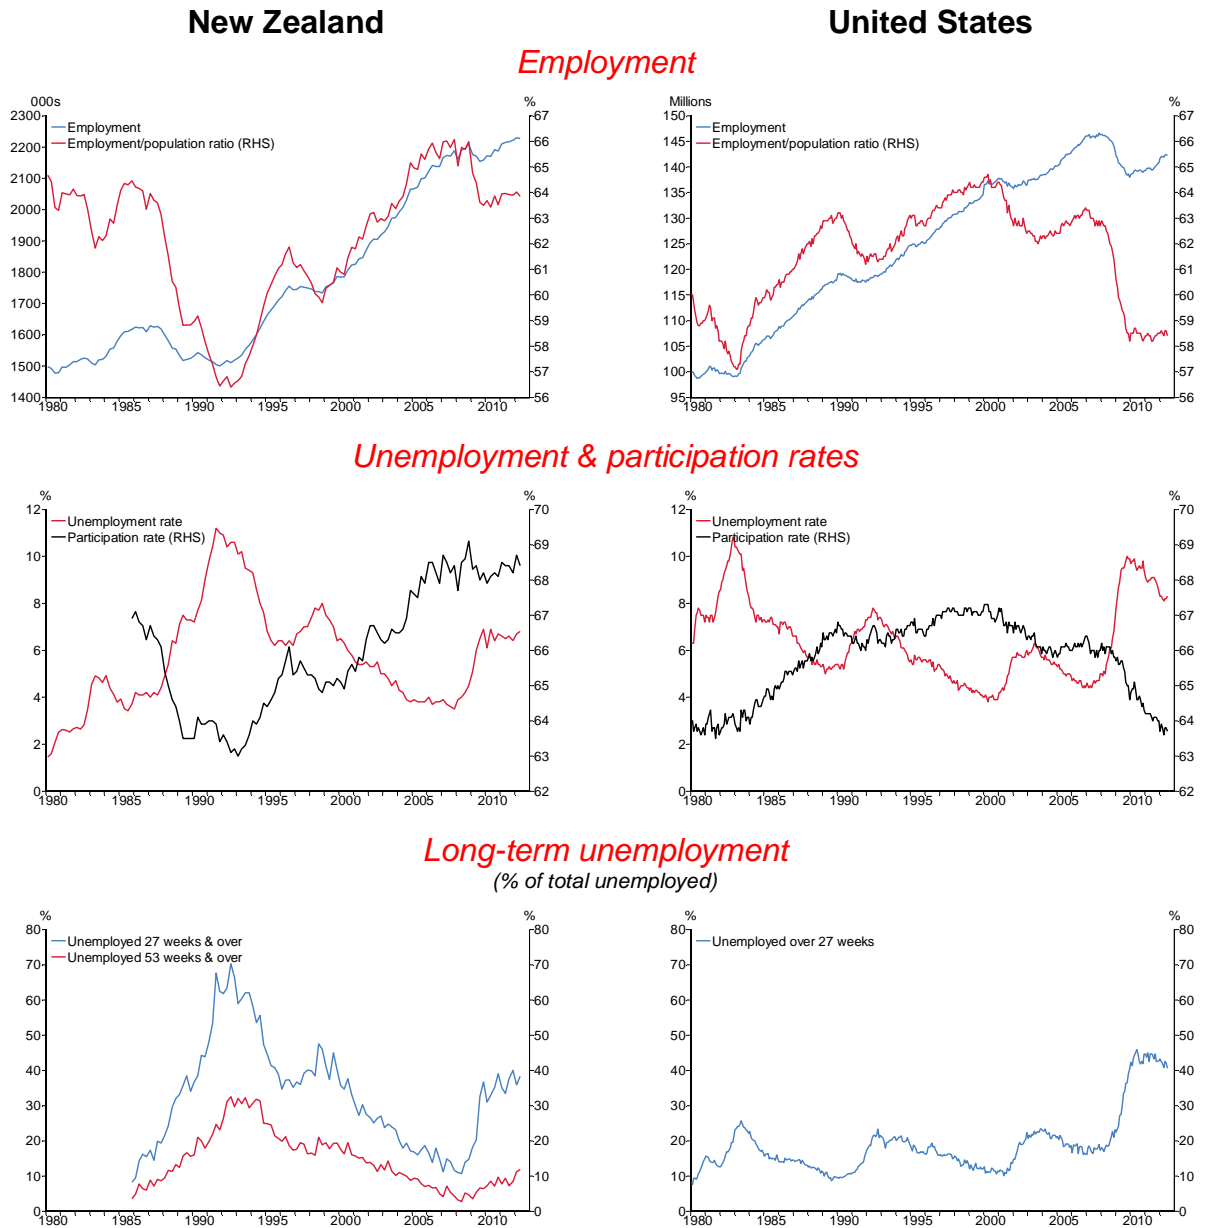 New Zealand United States
Employment
000s % Millions %
Employment
Employment/population ratio (RHS)
Employment
Employment/population ratio (RHS)
2300 67 150 67
2200 66 145 66
2100 65 140 65
2000 64 135 64
1900 63 130 63
1800 62 125 62
1700 61 120 61
1600 60 115 60
1500 59 110 59
1400 58 105 58
57 100 57
56 95 56
1980 1985 1990 1995 2000 2005 2010 1980 1985 1990 1995 2000 2005 2010
Unemployment & participation rates
% % % %
Unemployment rate
Participation rate (RHS)
Unemployment rate
Participation rate (RHS)
12 70 12 70
10 69 10 69
8 68 8 68
6 67 6 67
4 66 4 66
2 65 2 65
0 64 0 64
63 63
62 62
1980 1985 1990 1995 2000 2005 2010 1980 1985 1990 1995 2000 2005 2010
Long-term unemployment
(% of total unemployed)
% % % %
Unemployed 27 weeks & over
Unemployed 53 weeks & over
Unemployed over 27 weeks
80 80 80 80
70 70 70 70
60 60 60 60
50 50 50 50
40 40 40 40
30 30 30 30
20 20 20 20
10 10 10 10
0 0 0 0
1980 1985 1990 1995 2000 2005 2010 1980 1985 1990 1995 2000 2005 2010